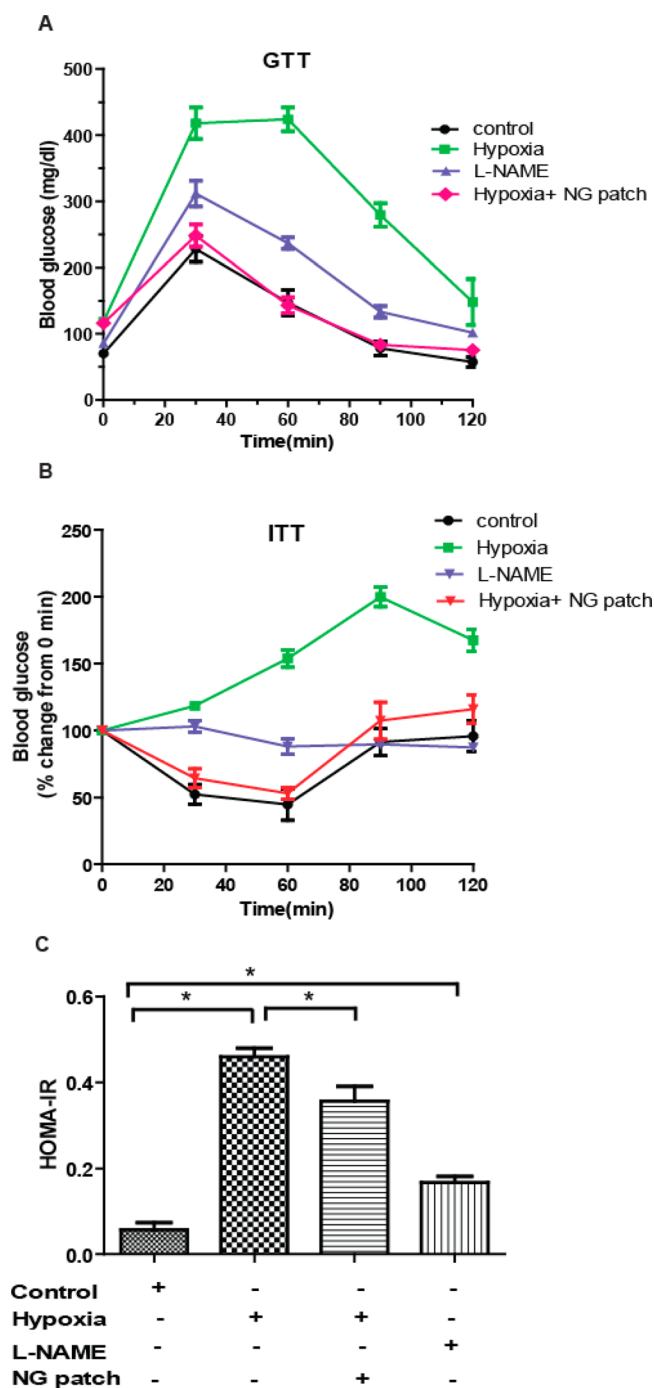 A
GTT
500
400
300
200
100
0
Blood glucose (mg/dl)
0 20 40 60 80 100 120
Time(min)
control
Hypoxia
L-NAME
Hypoxia+ NG patch
B
ITT
250
200
150
100
50
0
Blood glucose
(% change from 0 min)
0 20 40 60 80 100 120
Time(min)
control
Hypoxia
L-NAME
Hypoxia+ NG patch
C
*
* *
0.6
0.4
0.2
0.0
HOMA-IR
Control + - - -
Hypoxia - + + -
L-NAME - - - +
NG patch - - + -